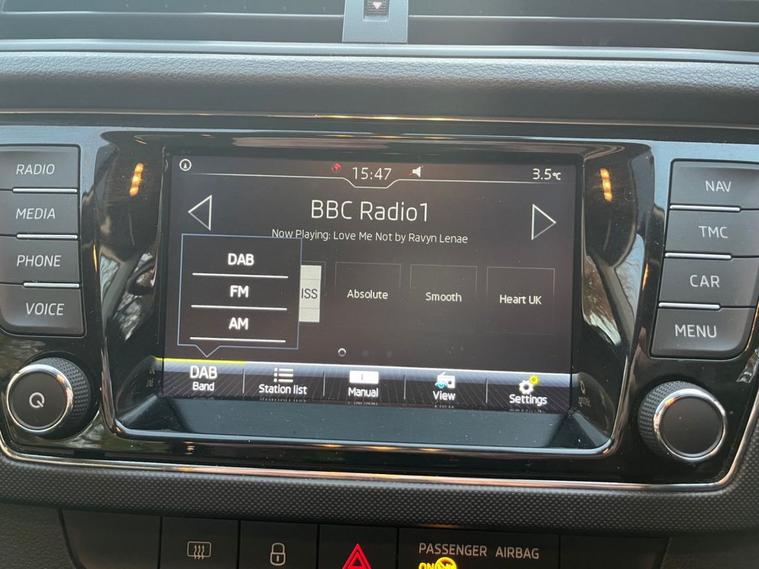 15:47
3.5°C
BBC Radio1
Now Playing: Love Me Not by Ravyn Lenae
DAB
FM
AM
ISS
Absolute
Smooth
Heart UK
DAB
Band
Station list
Manual
View
Settings
RADIO
MEDIA
PHONE
VOICE
NAV
TMC
CAR
MENU
PASSENGER AIRBAG
ON